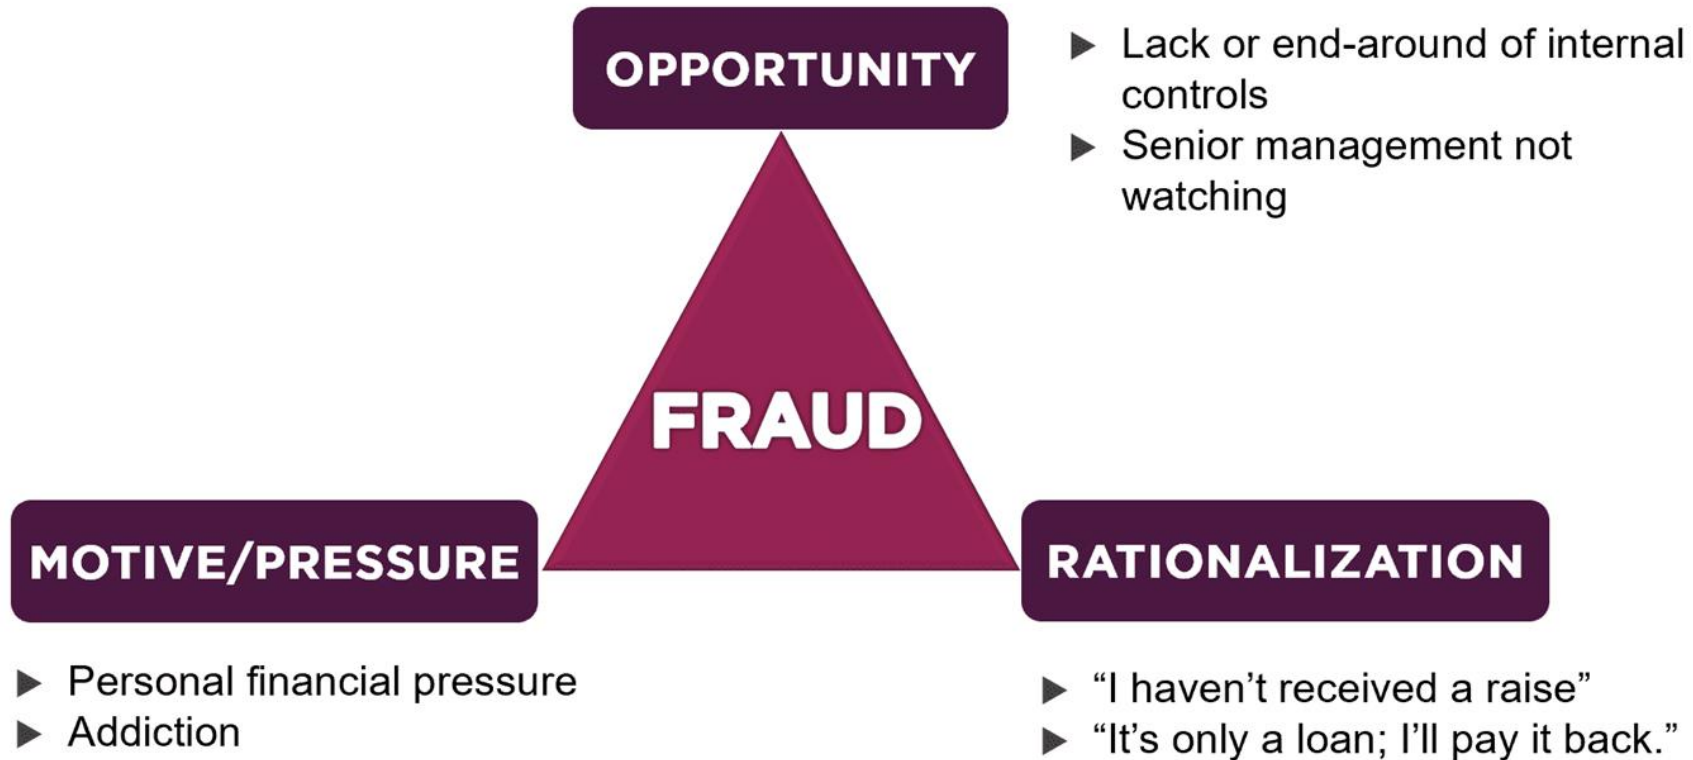 OPPORTUNITY
▶ Lack or end-around of internal
controls
▶ Senior management not
watching
FRAUD
MOTIVE/PRESSURE
▶ Personal financial pressure
▶ Addiction
RATIONALIZATION
▶ “I haven’t received a raise”
▶ “It’s only a loan; I’ll pay it back.”